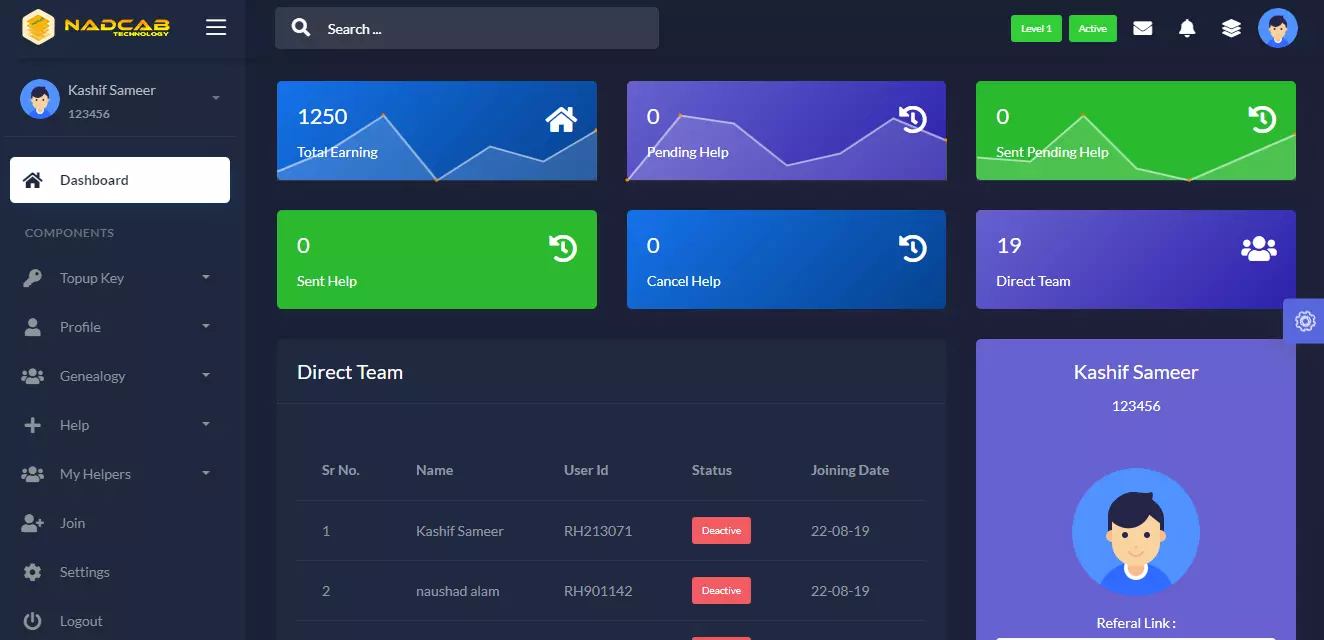 NADCAB
TECHNOLOGY
Search ...
Level 1
Active
Kashif Sameer
123456
Dashboard
COMPONENTS
Topup Key
Profile
Genealogy
Help
My Helpers
Join
Settings
Logout
1250
Total Earning
0
Pending Help
0
Sent Pending Help
0
Sent Help
0
Cancel Help
19
Direct Team
Direct Team
Sr No. Name User Id Status Joining Date
1 Kashif Sameer RH213071 Deactive 22-08-19
2 naushad alam RH901142 Deactive 22-08-19
Kashif Sameer
123456
Referal Link :